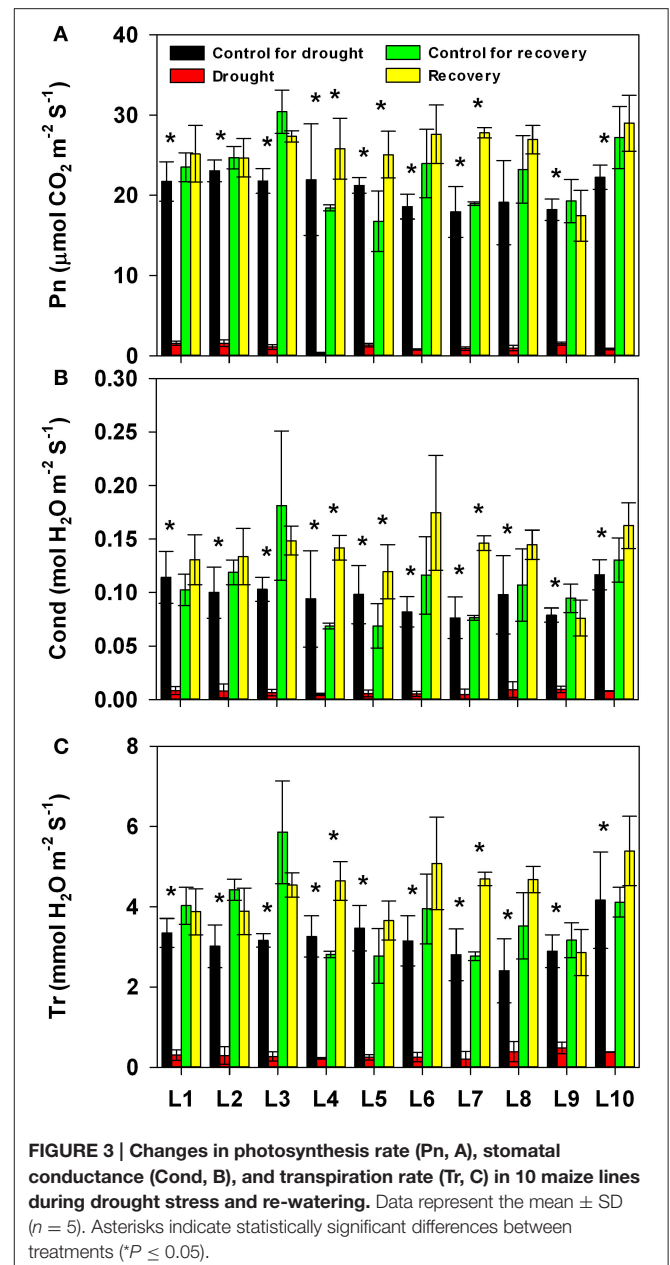 A
40
30
20
10
0
Pn (μmol CO2 m-2 S-1)
Control for drought
Drought
Control for recovery
Recovery
* * * * * * * * * * * *
B
0.30
0.25
0.20
0.15
0.10
0.05
0.00
Cond (mol H2O m-2 S-1)
* * * * * * * * * * * * *
C
8
6
4
2
0
Tr (mmol H2O m-2 S-1)
* * * * * * * * * * * *
L1 L2 L3 L4 L5 L6 L7 L8 L9 L10
FIGURE 3 | Changes in photosynthesis rate (Pn, A), stomatal
conductance (Cond, B), and transpiration rate (Tr, C) in 10 maize lines
during drought stress and re-watering. Data represent the mean ± SD
(n = 5). Asterisks indicate statistically significant differences between
treatments (*P ≤ 0.05).